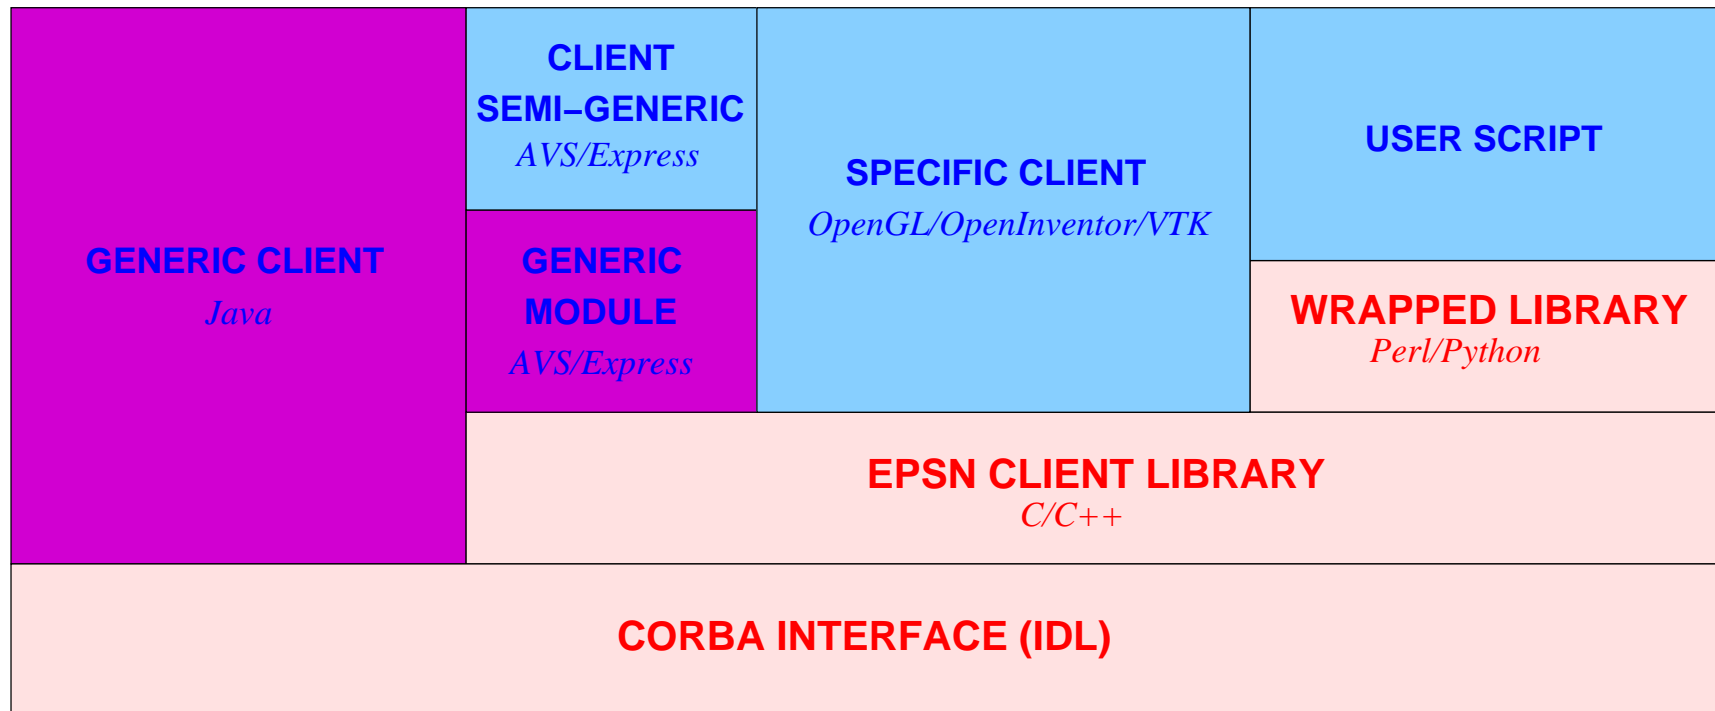 GENERIC CLIENT
Java
CLIENT
SEMI−GENERIC
AVS/Express
GENERIC
MODULE
AVS/Express
SPECIFIC CLIENT
OpenGL/OpenInventor/VTK
USER SCRIPT
WRAPPED LIBRARY
Perl/Python
EPSN CLIENT LIBRARY
C/C++
CORBA INTERFACE (IDL)